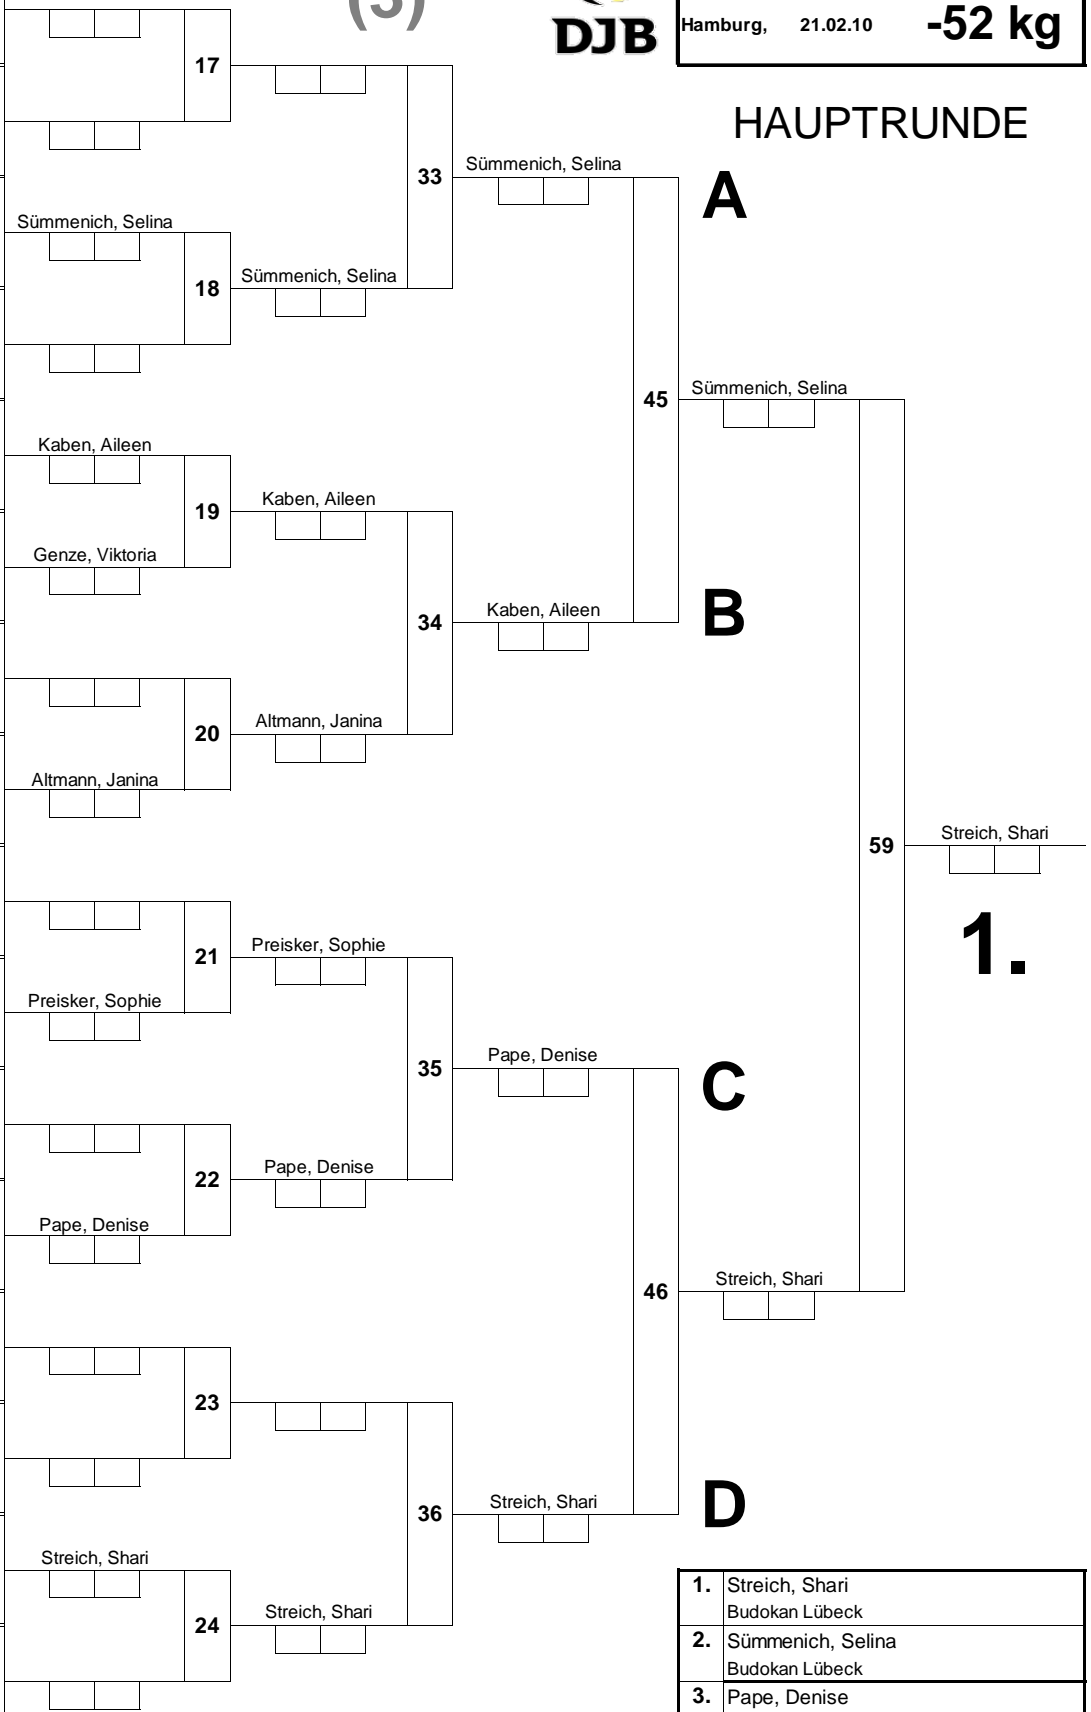 (3)
DJB
Hamburg, 21.02.10 -52 kg
17
HAUPTRUNDE
Sümmenich, Selina
33
A
Sümmenich, Selina
Sümmenich, Selina
18
Sümmenich, Selina
45
Kaben, Aileen
Kaben, Aileen
19
Genze, Viktoria
Kaben, Aileen
B
34
Altmann, Janina
20
Altmann, Janina
Streich, Shari
59
Preisker, Sophie
21
1.
Preisker, Sophie
Pape, Denise
35
C
Pape, Denise
22
Pape, Denise
Streich, Shari
46
23
Streich, Shari
D
36
Streich, Shari
1. Streich, Shari
Budokan Lübeck
Streich, Shari
24
2. Sümmenich, Selina
Budokan Lübeck
3. Pape, Denise